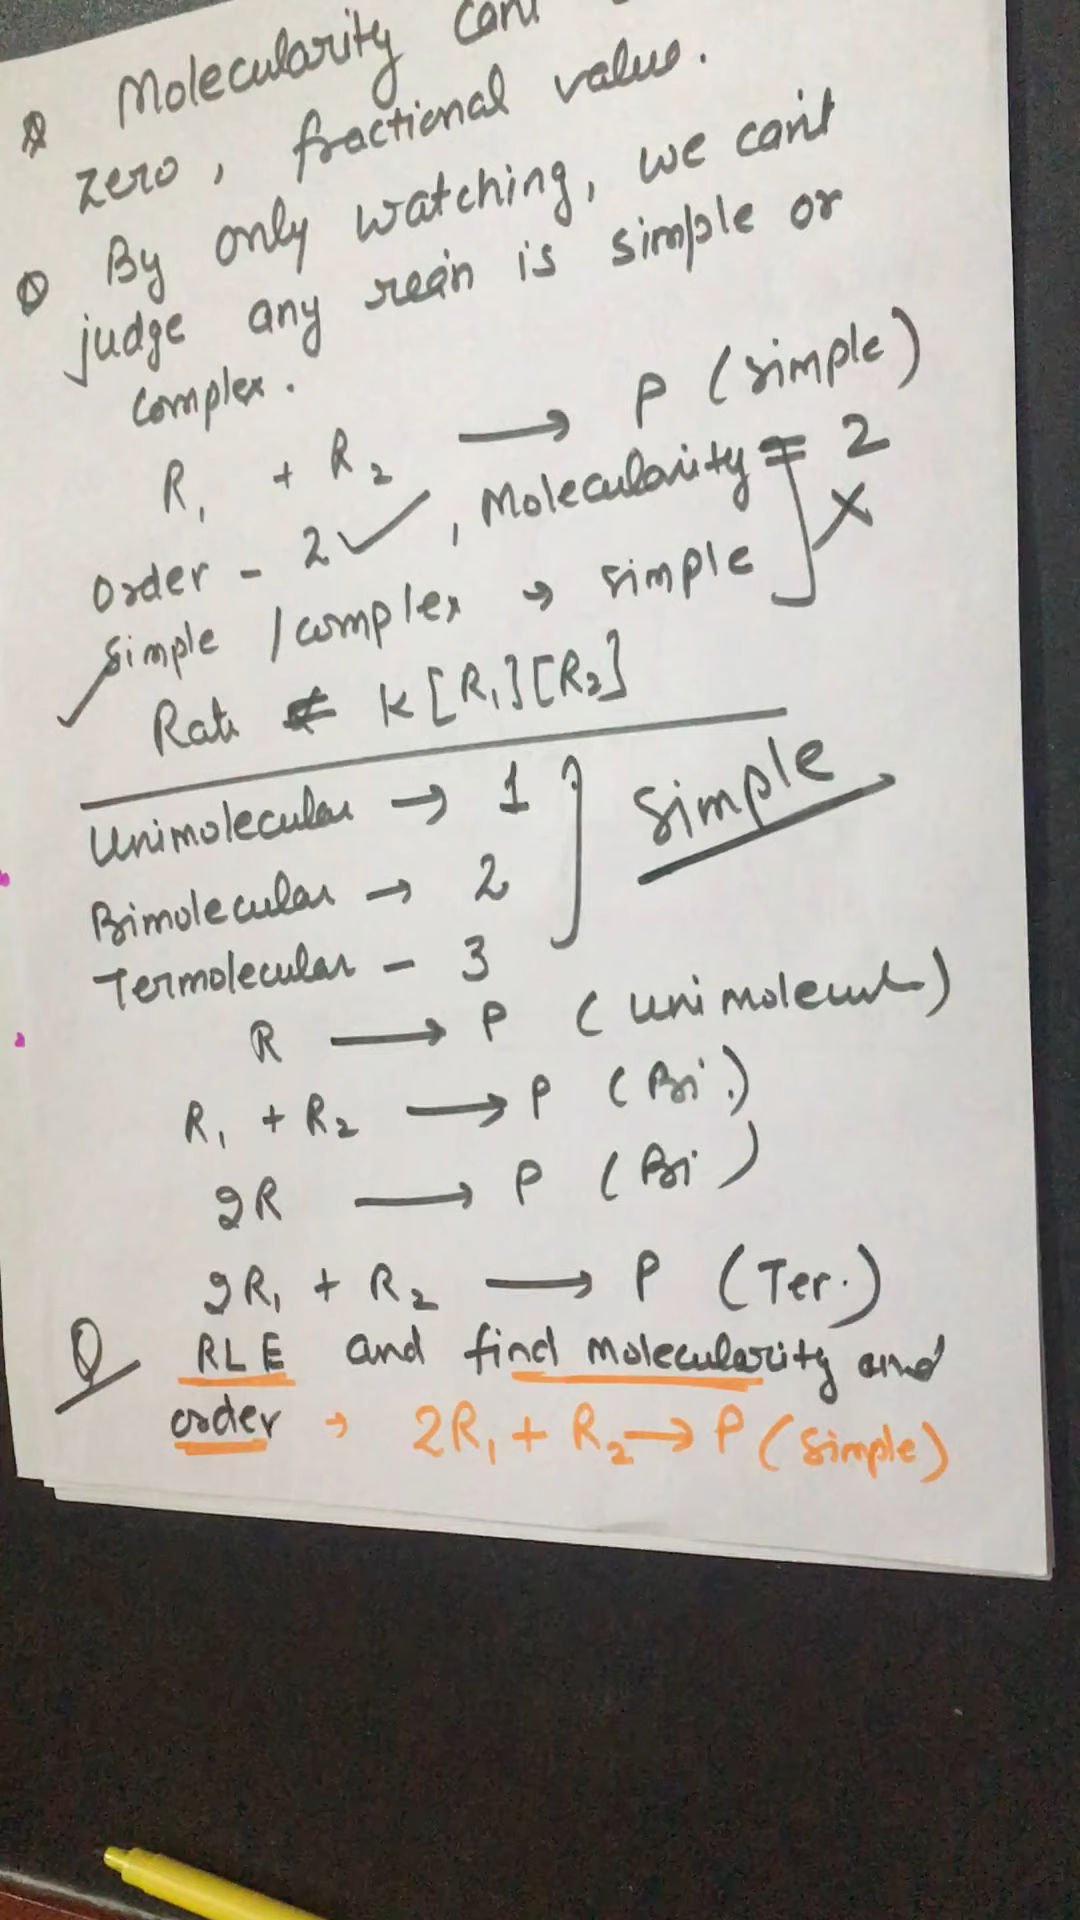 Molecularity can't
zero, fractional value.
By only watching, we can't
judge any reàn is simple or
complex.
R1 + R2 ⟶ P (simple)
Order - 2 ✓, Molecularity = 2
Simple / complex → simple ] X
Rate = K[R1][R2]
Unimolecular → 1
Bimolecular → 2
Termolecular - 3
Simple
R ⟶ P (unimolecul)
R1 + R2 ⟶ P (Bi.)
2R ⟶ P (Bi)
2R1 + R2 ⟶ P (Ter.)
Q RLE and find molecularity and
order → 2R1 + R2 → P (Simple)